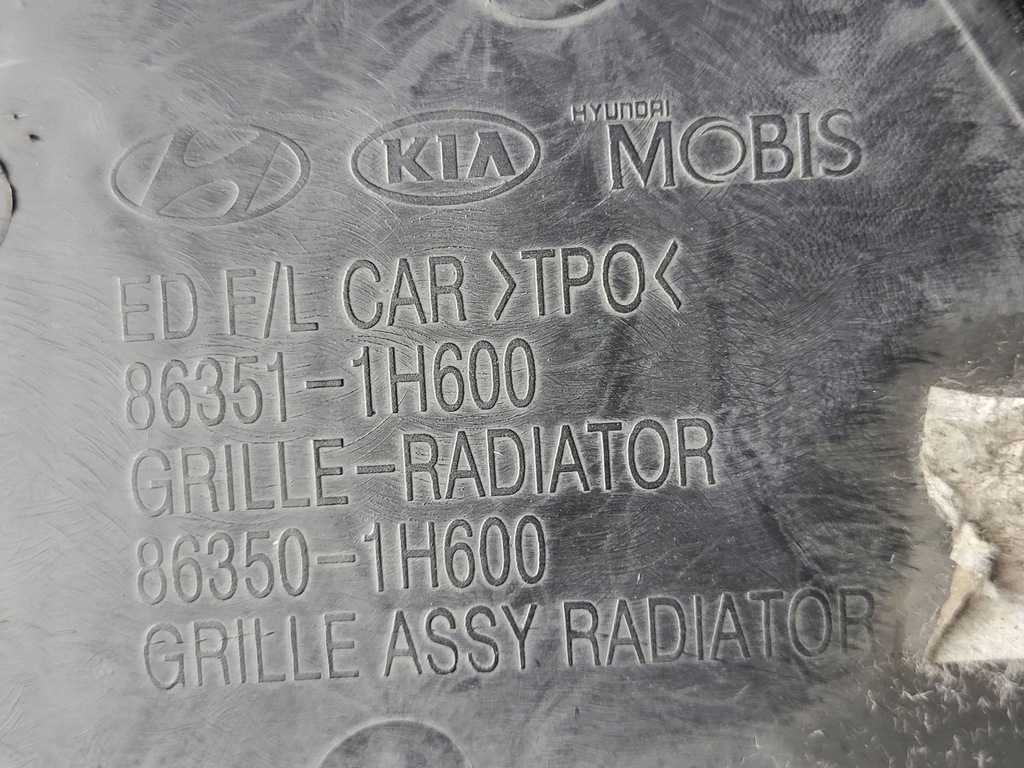 KIA HYUNDAI MOBIS
ED F/L CAR >TPO<
86351-1H600
GRILLE-RADIATOR
86350-1H600
GRILLE ASSY RADIATOR